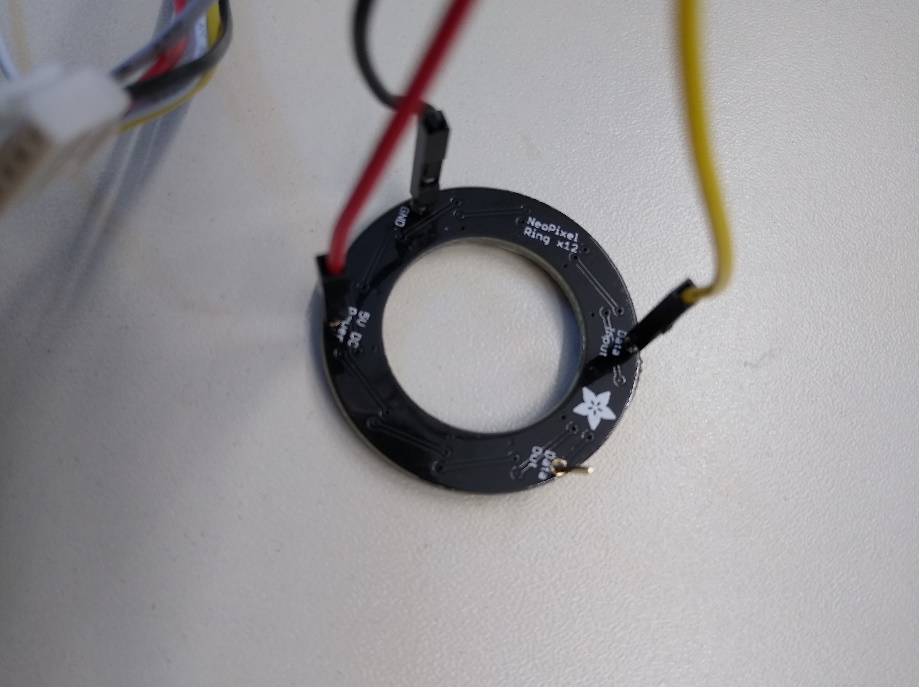 NeoPixel
Ring x12
GND
5V DC
Power
Data
Input
Data
Out